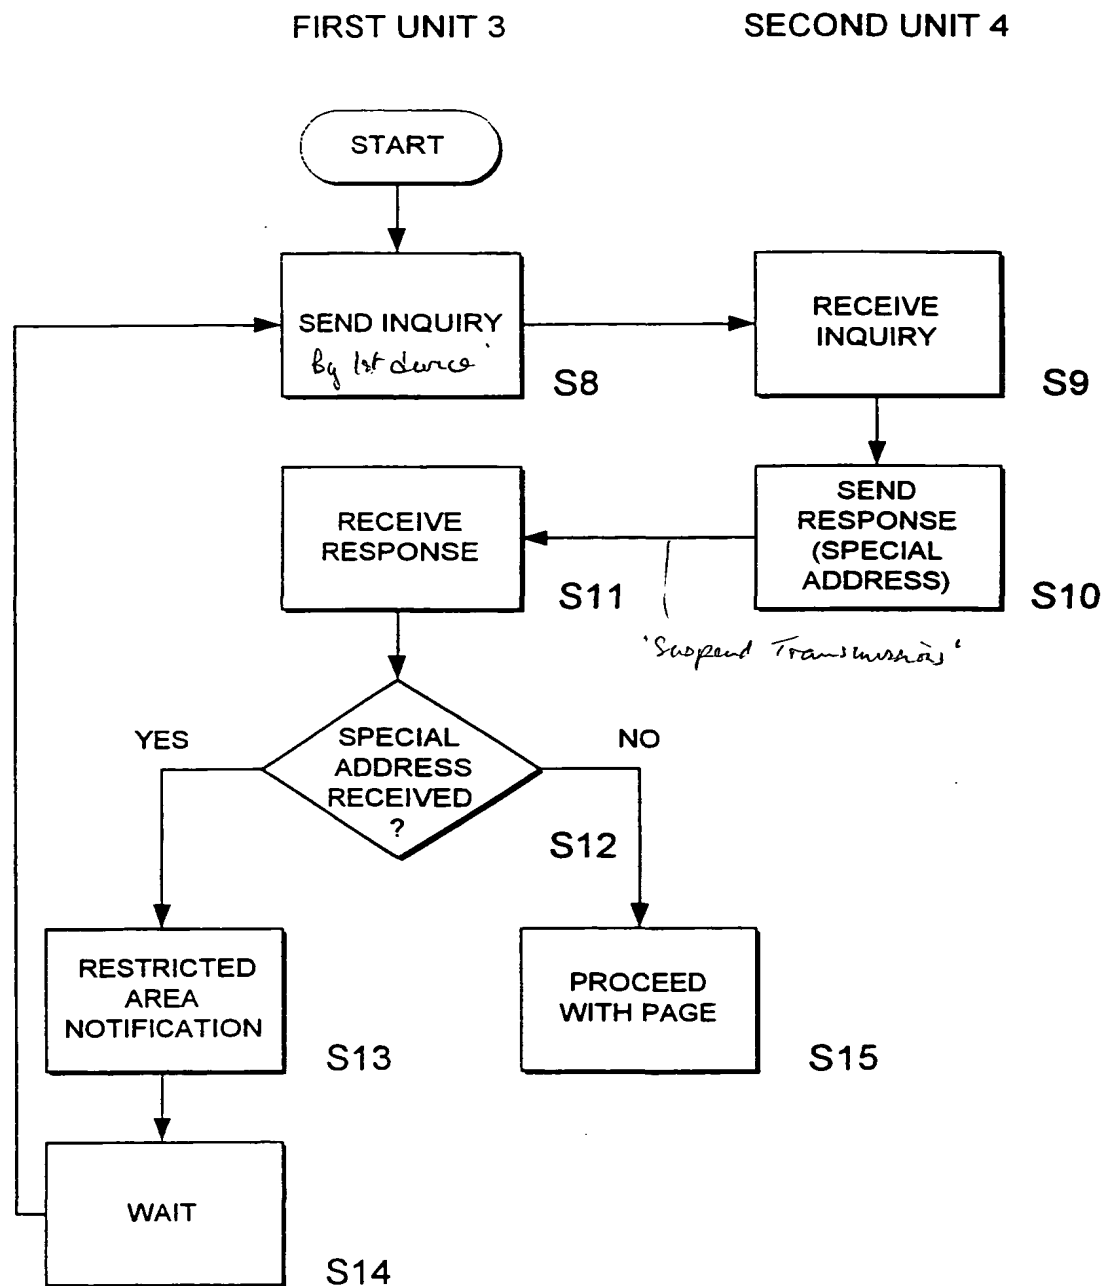 FIRST UNIT 3
SECOND UNIT 4
START
SEND INQUIRY
By 1st device
S8
RECEIVE
INQUIRY
S9
SEND
RESPONSE
(SPECIAL
ADDRESS)
S10
RECEIVE
RESPONSE
S11
'Suspend Transmissions'
SPECIAL
ADDRESS
RECEIVED
?
YES
NO
S12
RESTRICTED
AREA
NOTIFICATION
S13
PROCEED
WITH PAGE
S15
WAIT
S14